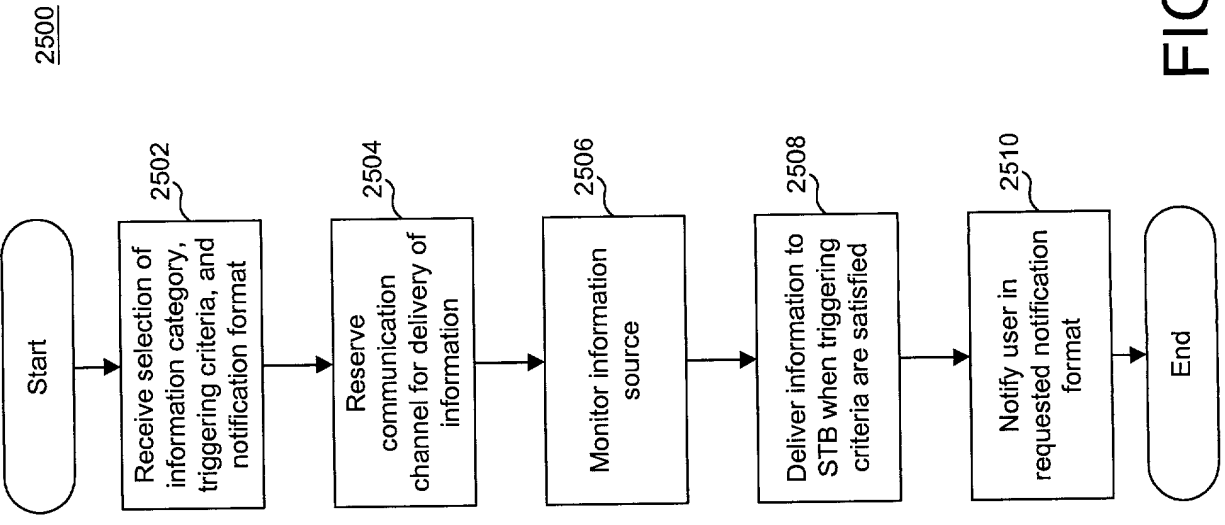 2500
Start
2502
Receive selection of
information category,
triggering criteria, and
notification format
2504
Reserve
communication
channel for delivery of
information
2506
Monitor information
source
2508
Deliver information to
STB when triggering
criteria are satisfied
2510
Notify user in
requested notification
format
End